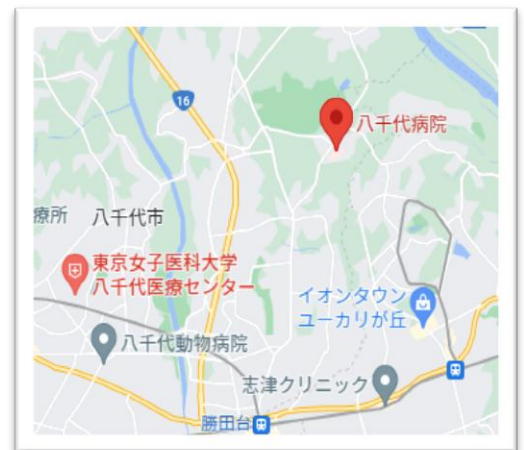 16
八千代病院
療所
八千代市
東京女子医科大学
八千代医療センター
イオンタウン
ユーカリが丘
八千代動物病院
志津クリニック
勝田台